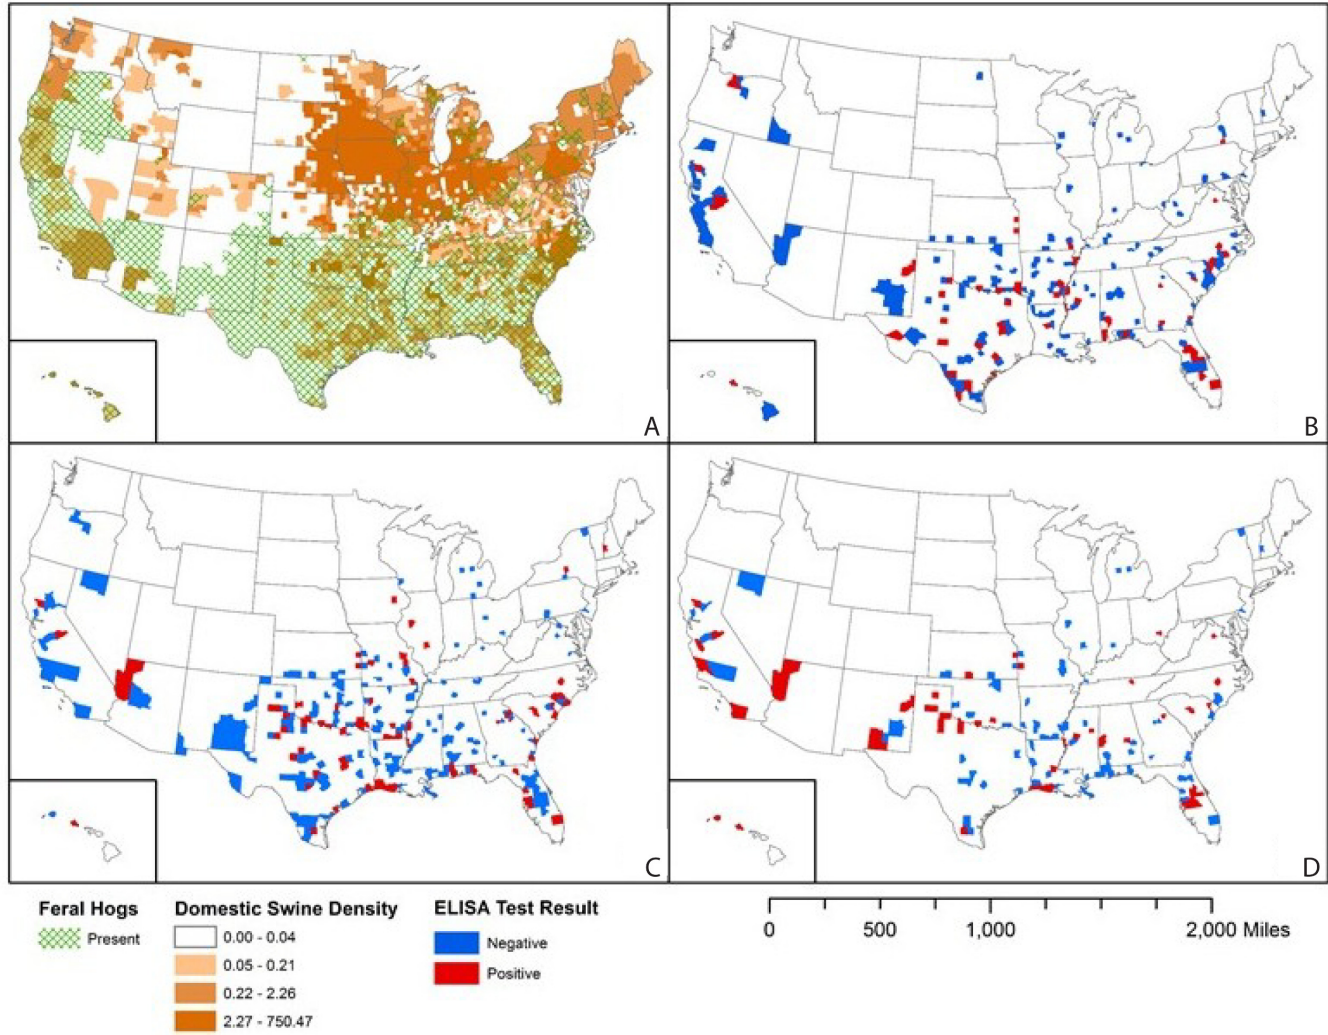 A
B
C
D
Feral Hogs
Present
Domestic Swine Density
0.00 - 0.04
0.05 - 0.21
0.22 - 2.26
2.27 - 750.47
ELISA Test Result
Negative
Positive
0 500 1,000 2,000 Miles